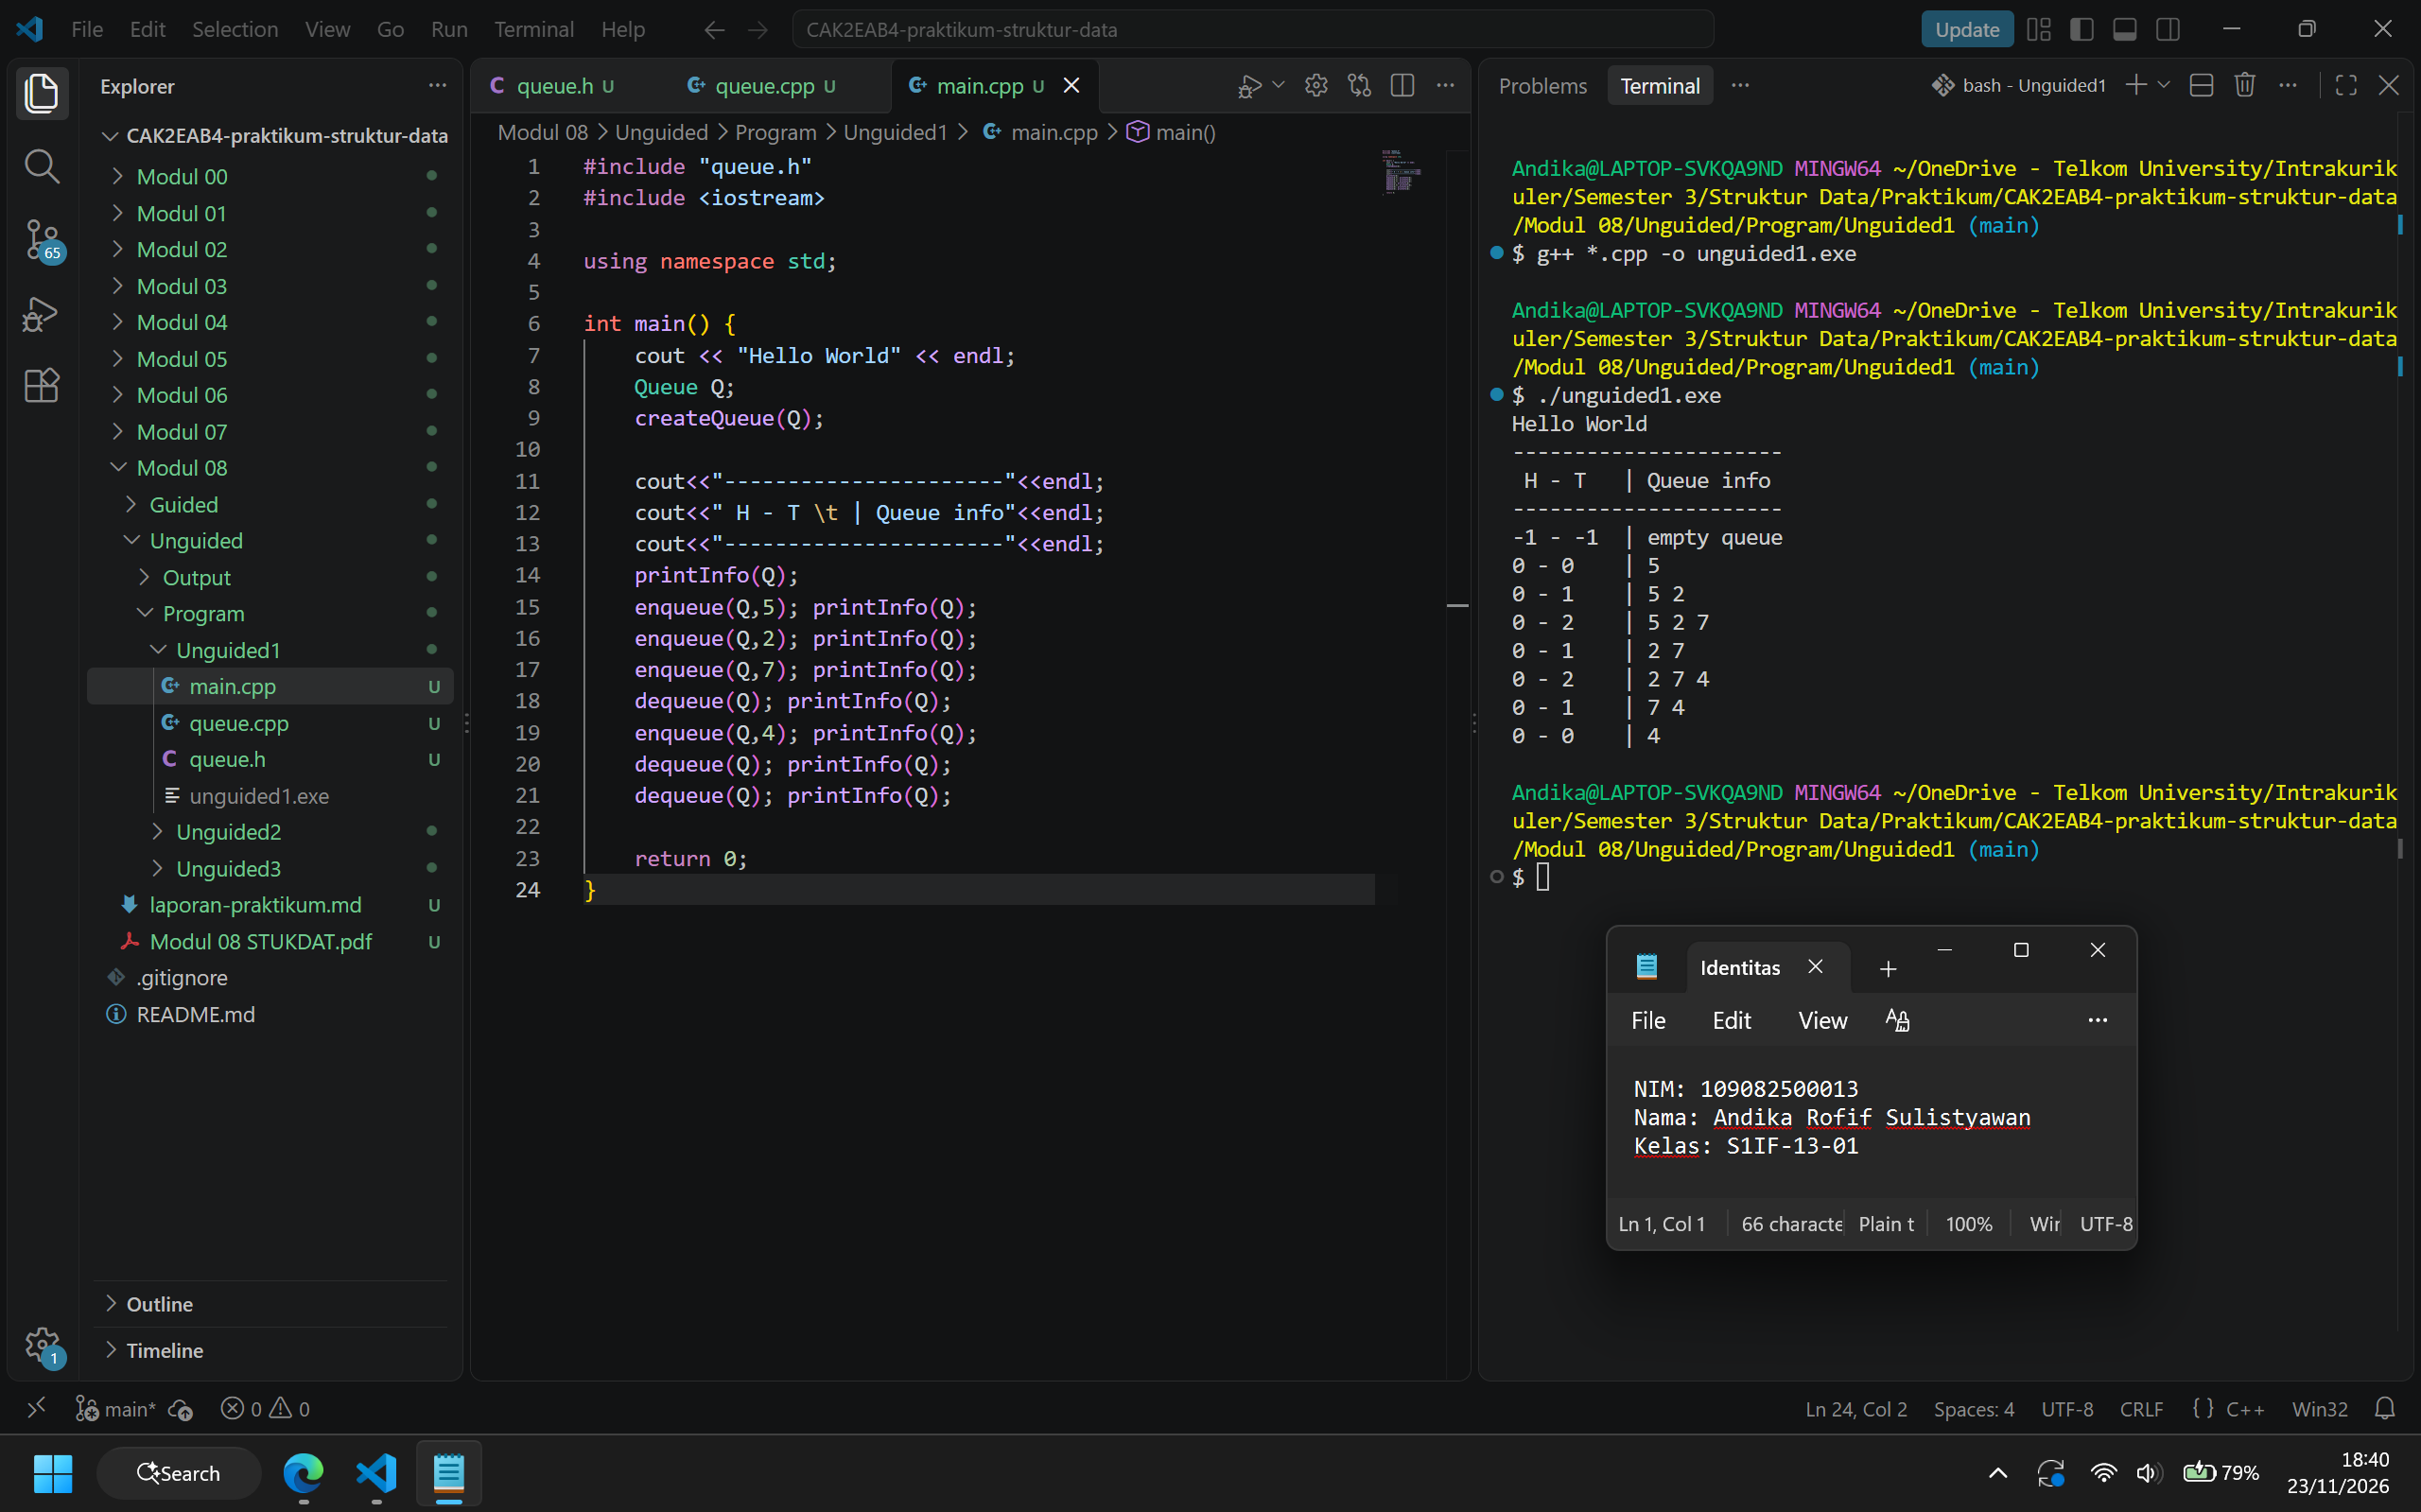 File Edit Selection View Go Run Terminal Help
CAK2EAB4-praktikum-struktur-data
Update
Explorer
CAK2EAB4-praktikum-struktur-data
Modul 00
Modul 01
65
Modul 02
Modul 03
Modul 04
Modul 05
Modul 06
Modul 07
Modul 08
Guided
Unguided
Output
Program
Unguided1
main.cpp U
queue.cpp U
queue.h U
unguided1.exe
Unguided2
Unguided3
laporan-praktikum.md U
Modul 08 STUKDAT.pdf U
.gitignore
README.md
Outline
Timeline
1
queue.h U
queue.cpp U
main.cpp U
Modul 08 > Unguided > Program > Unguided1 > main.cpp > main()
1 #include "queue.h"
2 #include <iostream>
3
4 using namespace std;
5
6 int main() {
7 cout << "Hello World" << endl;
8 Queue Q;
9 createQueue(Q);
10
11 cout<<"----------------------"<<endl;
12 cout<<" H - T \t | Queue info"<<endl;
13 cout<<"----------------------"<<endl;
14 printInfo(Q);
15 enqueue(Q,5); printInfo(Q);
16 enqueue(Q,2); printInfo(Q);
17 enqueue(Q,7); printInfo(Q);
18 dequeue(Q); printInfo(Q);
19 enqueue(Q,4); printInfo(Q);
20 dequeue(Q); printInfo(Q);
21 dequeue(Q); printInfo(Q);
22
23 return 0;
24 }
Problems Terminal
bash - Unguided1
Andika@LAPTOP-SVKQA9ND MINGW64 ~/OneDrive - Telkom University/Intrakurik
uler/Semester 3/Struktur Data/Praktikum/CAK2EAB4-praktikum-struktur-data
/Modul 08/Unguided/Program/Unguided1 (main)
$ g++ *.cpp -o unguided1.exe
Andika@LAPTOP-SVKQA9ND MINGW64 ~/OneDrive - Telkom University/Intrakurik
uler/Semester 3/Struktur Data/Praktikum/CAK2EAB4-praktikum-struktur-data
/Modul 08/Unguided/Program/Unguided1 (main)
$ ./unguided1.exe
Hello World
----------------------
H - T | Queue info
----------------------
-1 - -1 | empty queue
0 - 0 | 5
0 - 1 | 5 2
0 - 2 | 5 2 7
0 - 1 | 2 7
0 - 2 | 2 7 4
0 - 1 | 7 4
0 - 0 | 4
Andika@LAPTOP-SVKQA9ND MINGW64 ~/OneDrive - Telkom University/Intrakurik
uler/Semester 3/Struktur Data/Praktikum/CAK2EAB4-praktikum-struktur-data
/Modul 08/Unguided/Program/Unguided1 (main)
$
Identitas
File Edit View
NIM: 109082500013
Nama: Andika Rofif Sulistyawan
Kelas: S1IF-13-01
Ln 1, Col 1 66 characte Plain t 100% Wir UTF-8
main* 0 0
Ln 24, Col 2 Spaces: 4 UTF-8 CRLF { } C++ Win32
Search
79%
18:40
23/11/2026